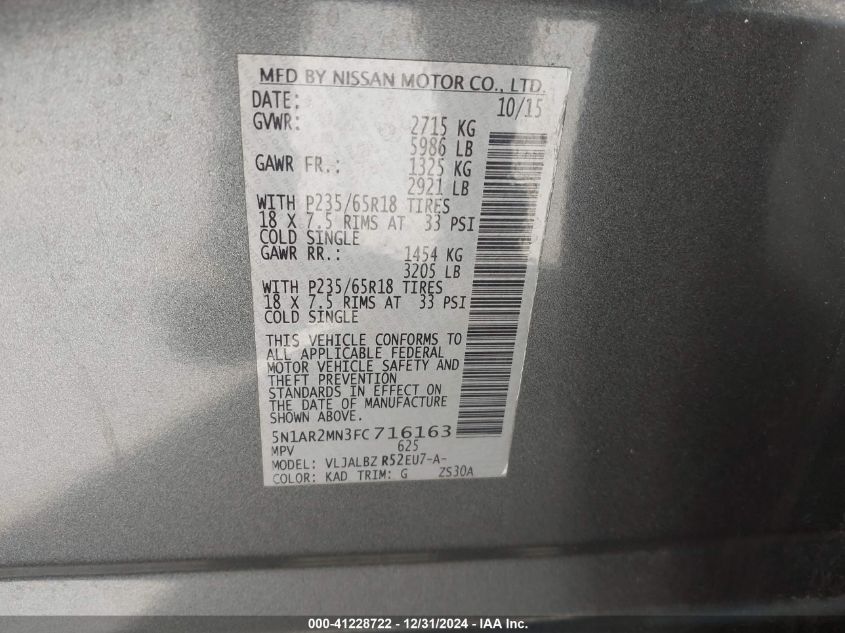 MFD BY NISSAN MOTOR CO., LTD.
DATE: 10/15
GVWR: 2715 KG
5986 LB
GAWR FR.: 1325 KG
2921 LB
WITH P235/65R18 TIRES
18 X 7.5 RIMS AT 33 PSI
COLD SINGLE
GAWR RR.: 1454 KG
3205 LB
WITH P235/65R18 TIRES
18 X 7.5 RIMS AT 33 PSI
COLD SINGLE
THIS VEHICLE CONFORMS TO
ALL APPLICABLE FEDERAL
MOTOR VEHICLE SAFETY AND
THEFT PREVENTION
STANDARDS IN EFFECT ON
THE DATE OF MANUFACTURE
SHOWN ABOVE.
5N1AR2MN3FC716163
MPV 625
MODEL: VLJALBZ R52EU7-A-
COLOR: KAD TRIM: G ZS30A
000-41228722 - 12/31/2024 - IAA Inc.